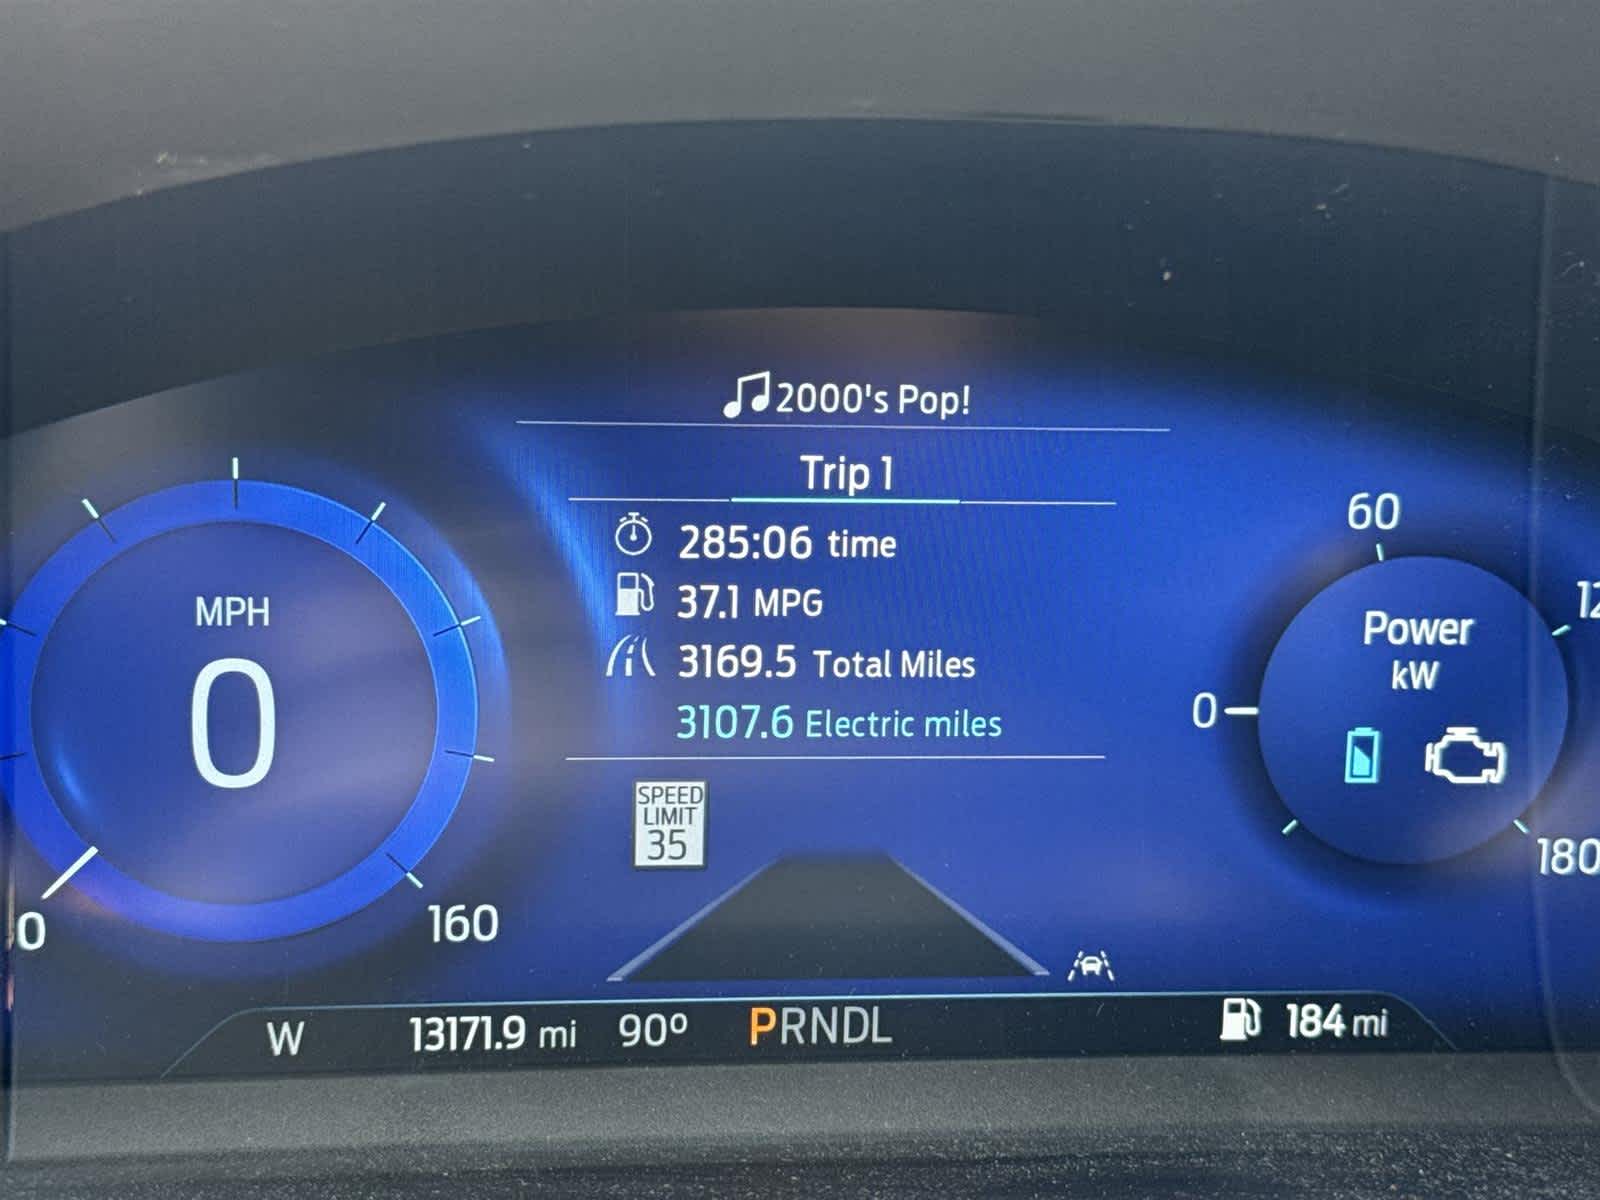 2000's Pop!
Trip 1
285:06 time
37.1 MPG
3169.5 Total Miles
3107.6 Electric miles
MPH
0
0
160
SPEED
LIMIT
35
60
Power
kW
0
180
W 13171.9 mi 90° PRNDL 184 mi